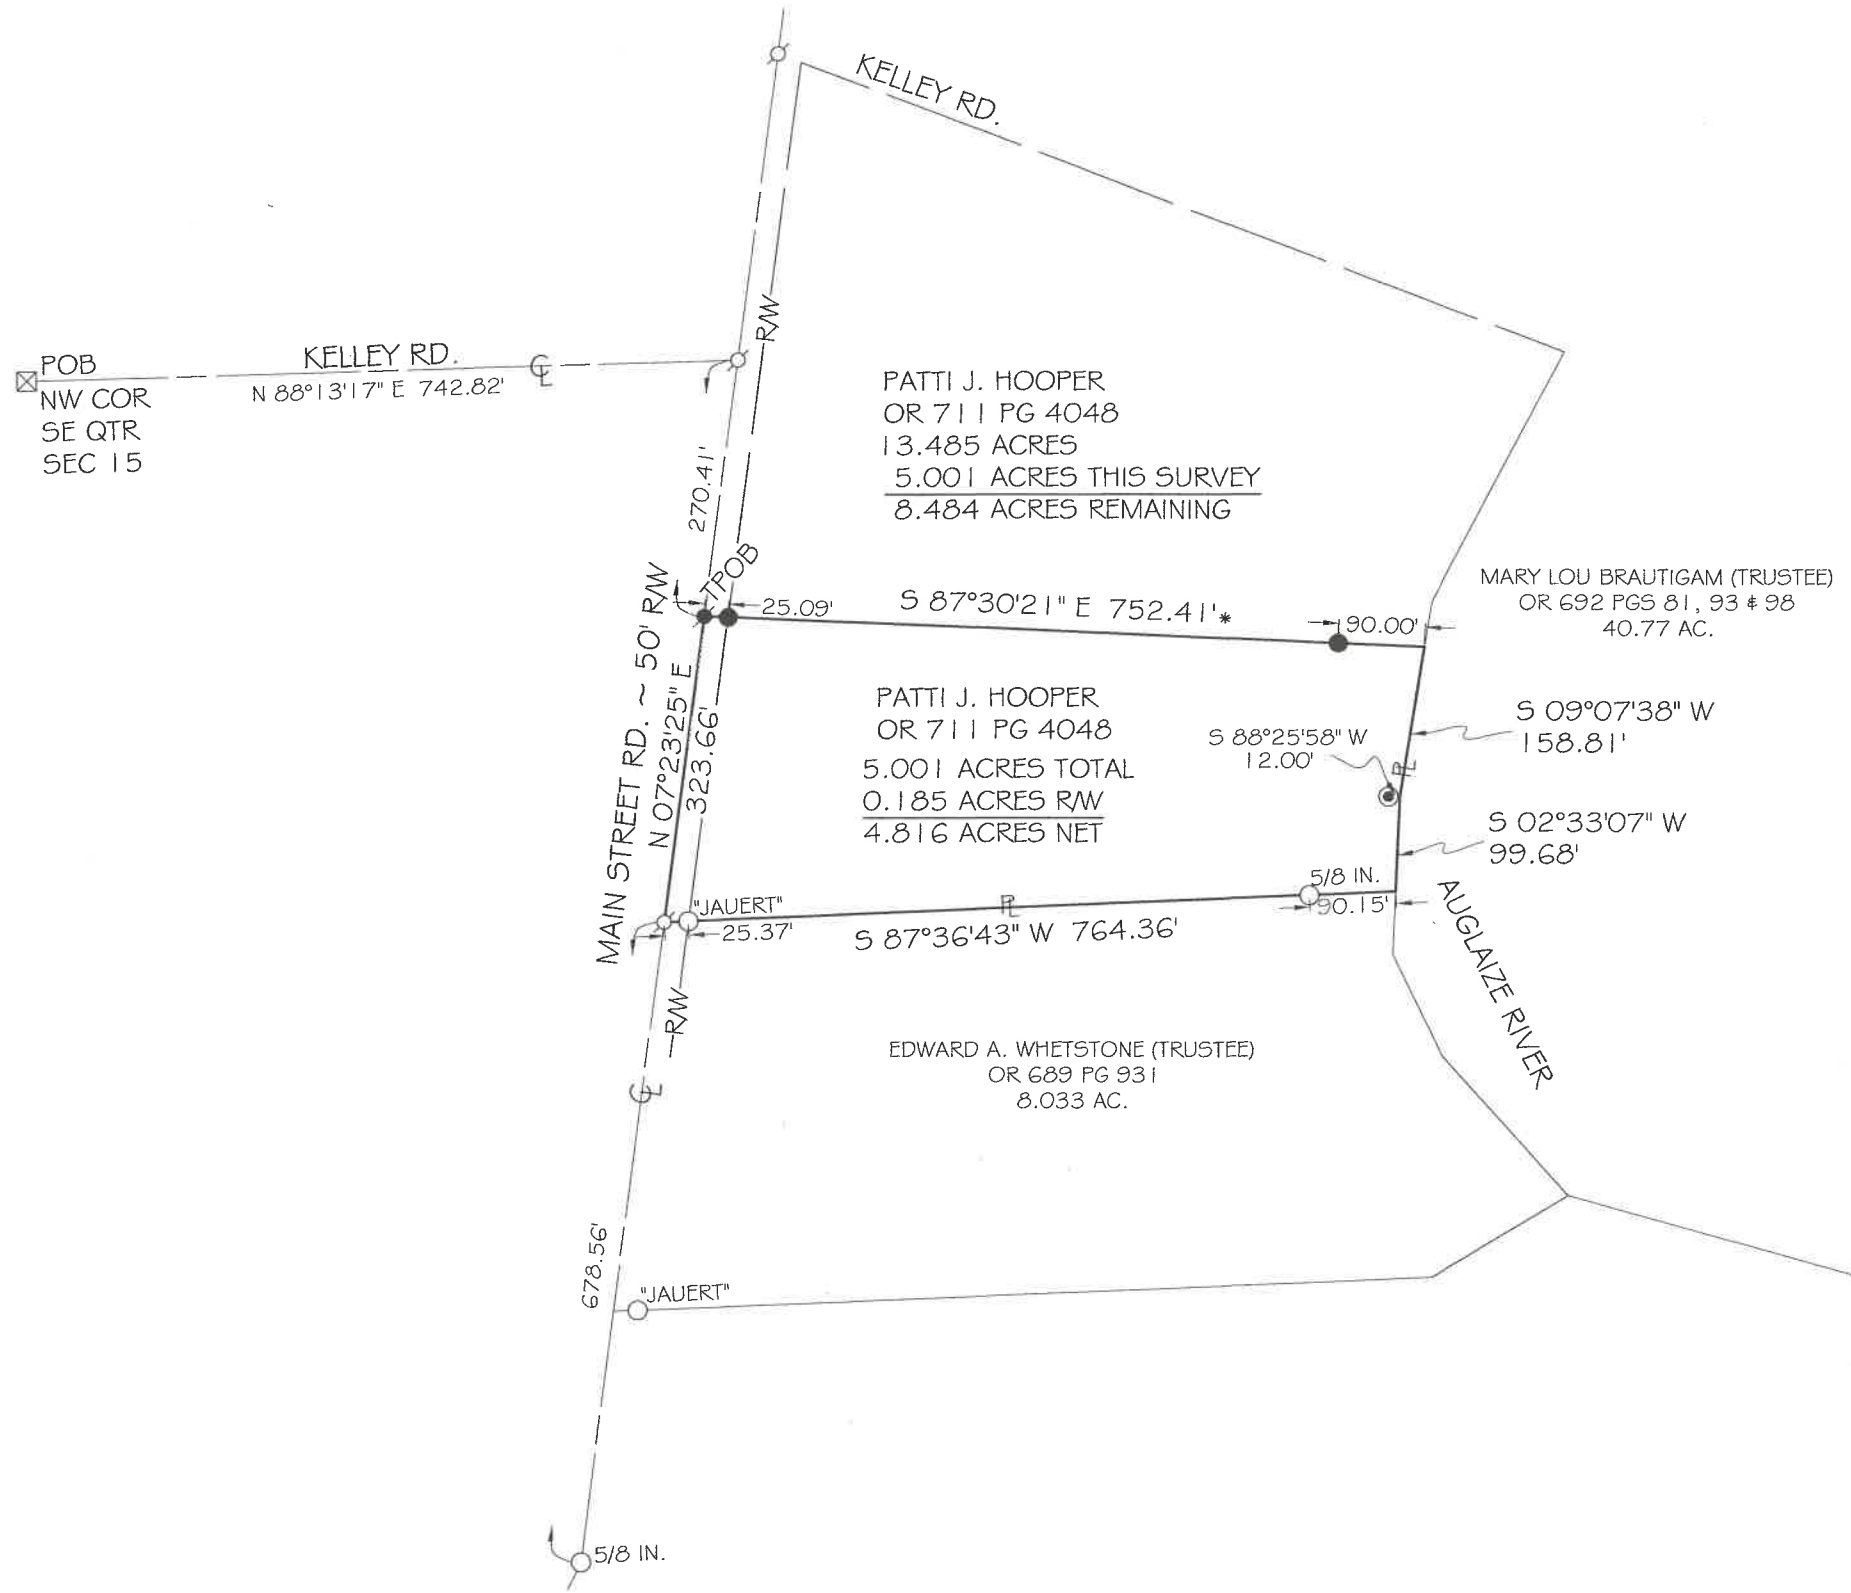 KELLEY RD.
R/W
POB
NW COR
SE QTR
SEC 15
KELLEY RD.
N 88°13'17" E 742.82'
CL
270.41'
PATTI J. HOOPER
OR 711 PG 4048
13.485 ACRES
5.001 ACRES THIS SURVEY
8.484 ACRES REMAINING
TPOB
25.09'
S 87°30'21" E 752.41'*
90.00'
MARY LOU BRAUTIGAM (TRUSTEE)
OR 692 PGS 81, 93 & 98
40.77 AC.
MAIN STREET RD. ~ 50' R/W
N 07°23'25" E
323.66'
PATTI J. HOOPER
OR 711 PG 4048
5.001 ACRES TOTAL
0.185 ACRES R/W
4.816 ACRES NET
S 88°25'58" W
12.00'
PL
S 09°07'38" W
158.81'
S 02°33'07" W
99.68'
"JAUERT"
25.37'
PL
S 87°36'43" W 764.36'
5/8 IN.
90.15'
AUGLAIZE RIVER
R/W
CL
EDWARD A. WHETSTONE (TRUSTEE)
OR 689 PG 931
8.033 AC.
678.56'
"JAUERT"
5/8 IN.